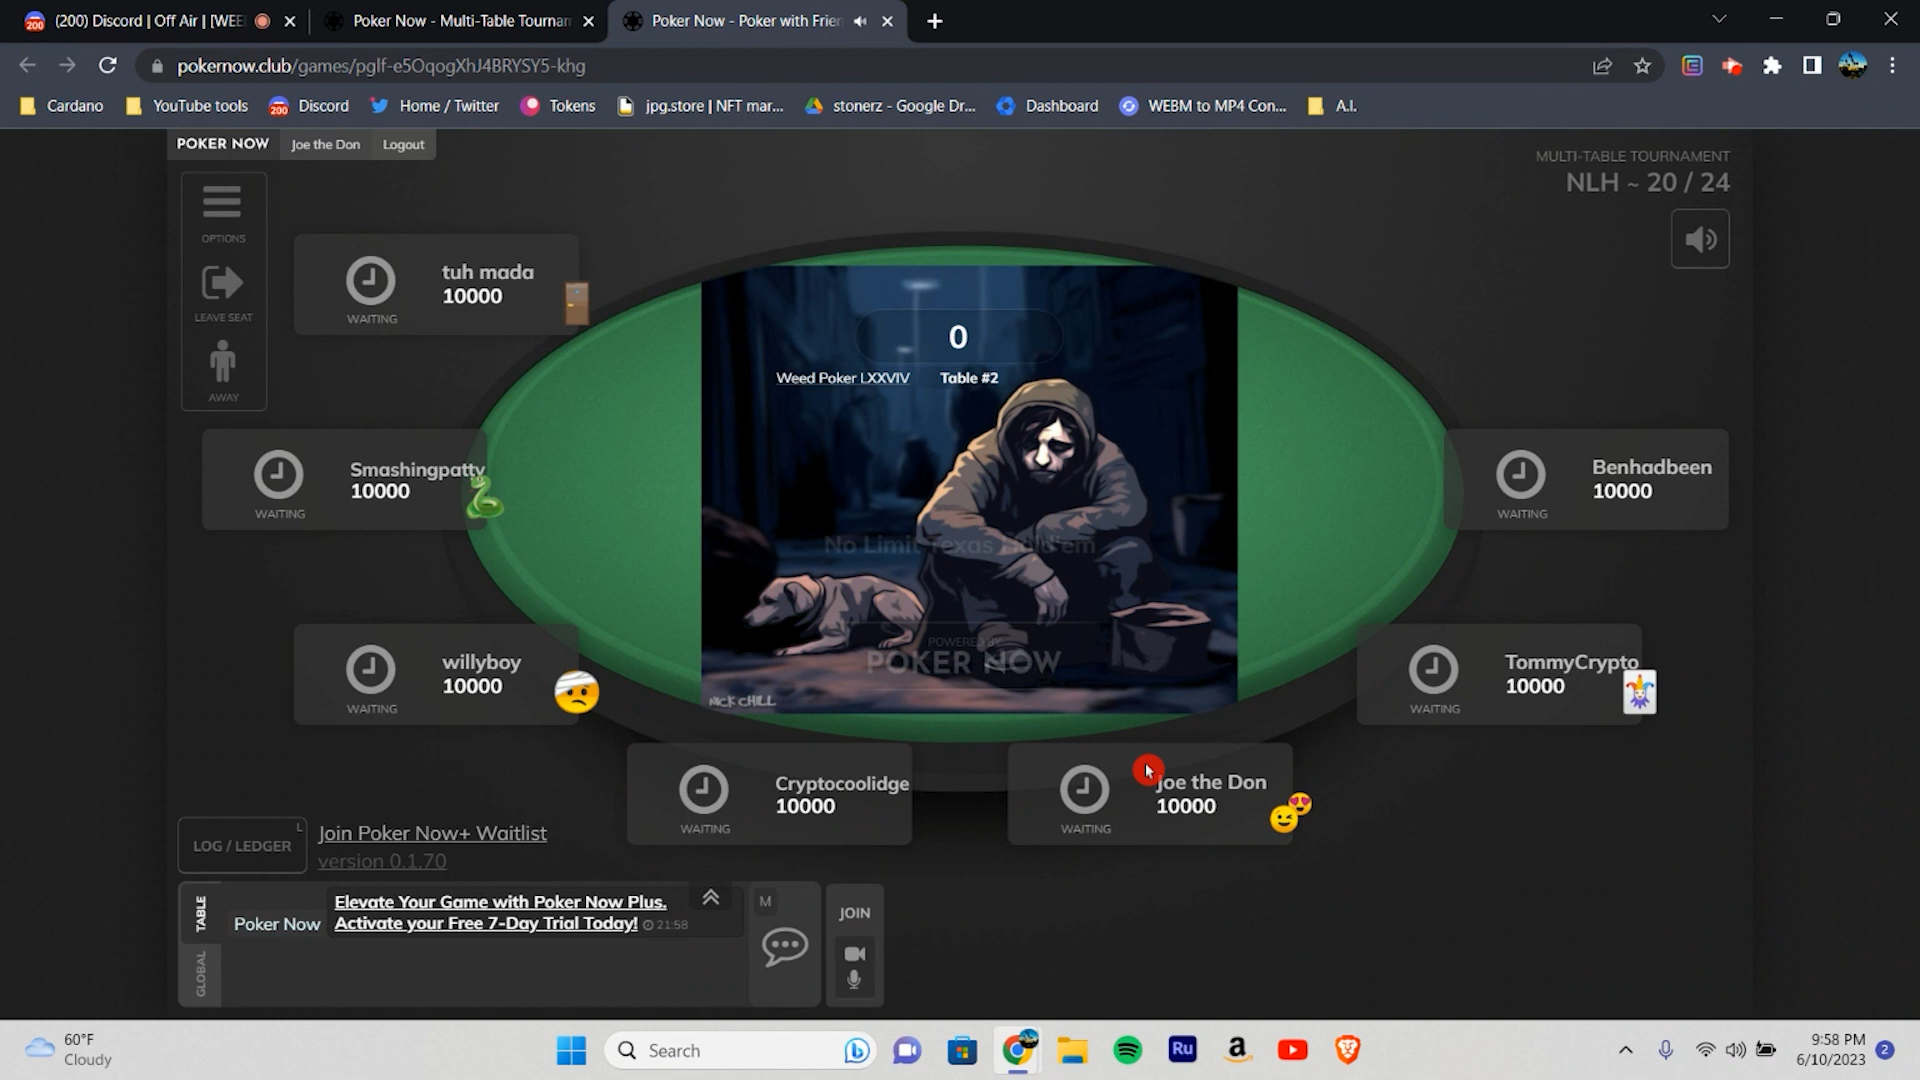 (200) Discord | Off Air | [WEE
Poker Now - Multi-Table Tournam
Poker Now - Poker with Frien
pokernow.club/games/pglf-e5OqogXhJ4BRYSY5-khg
Cardano
YouTube tools
200
Discord
Home / Twitter
Tokens
jpg.store | NFT mar...
stonerz - Google Dr...
Dashboard
WEBM to MP4 Con...
A.I.
POKER NOW
Joe the Don
Logout
MULTI-TABLE TOURNAMENT
NLH ~ 20 / 24
OPTIONS
LEAVE SEAT
AWAY
tuh mada
10000
WAITING
0
Weed Poker LXXVIV
Table #2
Smashingpatty
10000
WAITING
Benhadbeen
10000
WAITING
No Limit Texas Hold'em
POWERED BY
POKER NOW
NICK CHILL
willyboy
10000
WAITING
TommyCrypto
10000
WAITING
Cryptocoolidge
10000
WAITING
Joe the Don
10000
WAITING
LOG / LEDGER
L
Join Poker Now+ Waitlist
version 0.1.70
TABLE
GLOBAL
Poker Now
Elevate Your Game with Poker Now Plus.
Activate your Free 7-Day Trial Today!
21:58
M
JOIN
60°F
Cloudy
Search
Ru
a
9:58 PM
6/10/2023
2